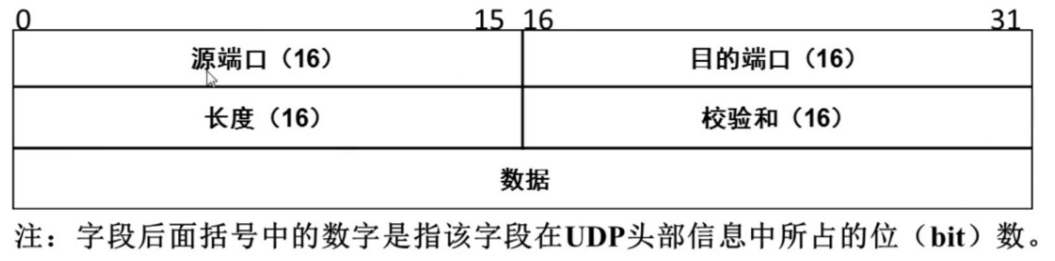 0 15 16 31
源端口（16） 目的端口（16）
长度（16） 校验和（16）
数据
注：字段后面括号中的数字是指该字段在UDP头部信息中所占的位（bit）数。